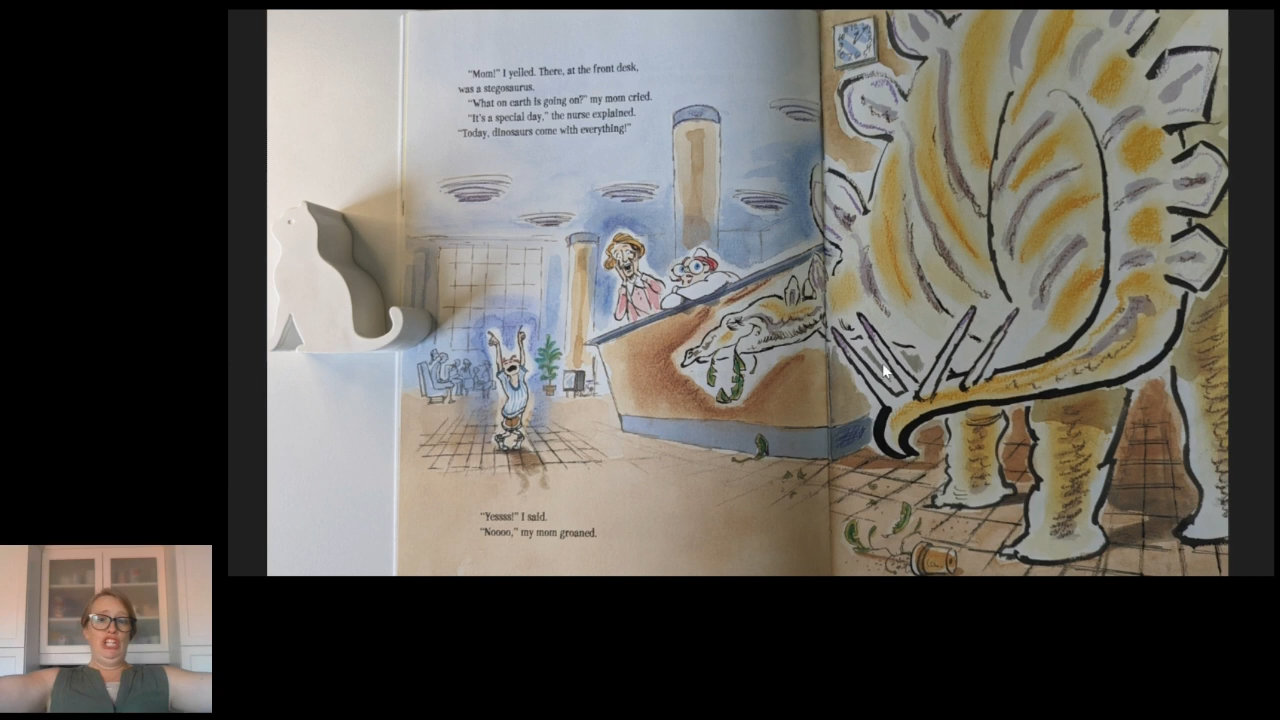 "Mom!" I yelled. There, at the front desk,
was a stegosaurus.
"What on earth is going on?" my mom cried.
"It's a special day," the nurse explained.
"Today, dinosaurs come with everything!"
"Yessss!" I said.
"Noooo," my mom groaned.